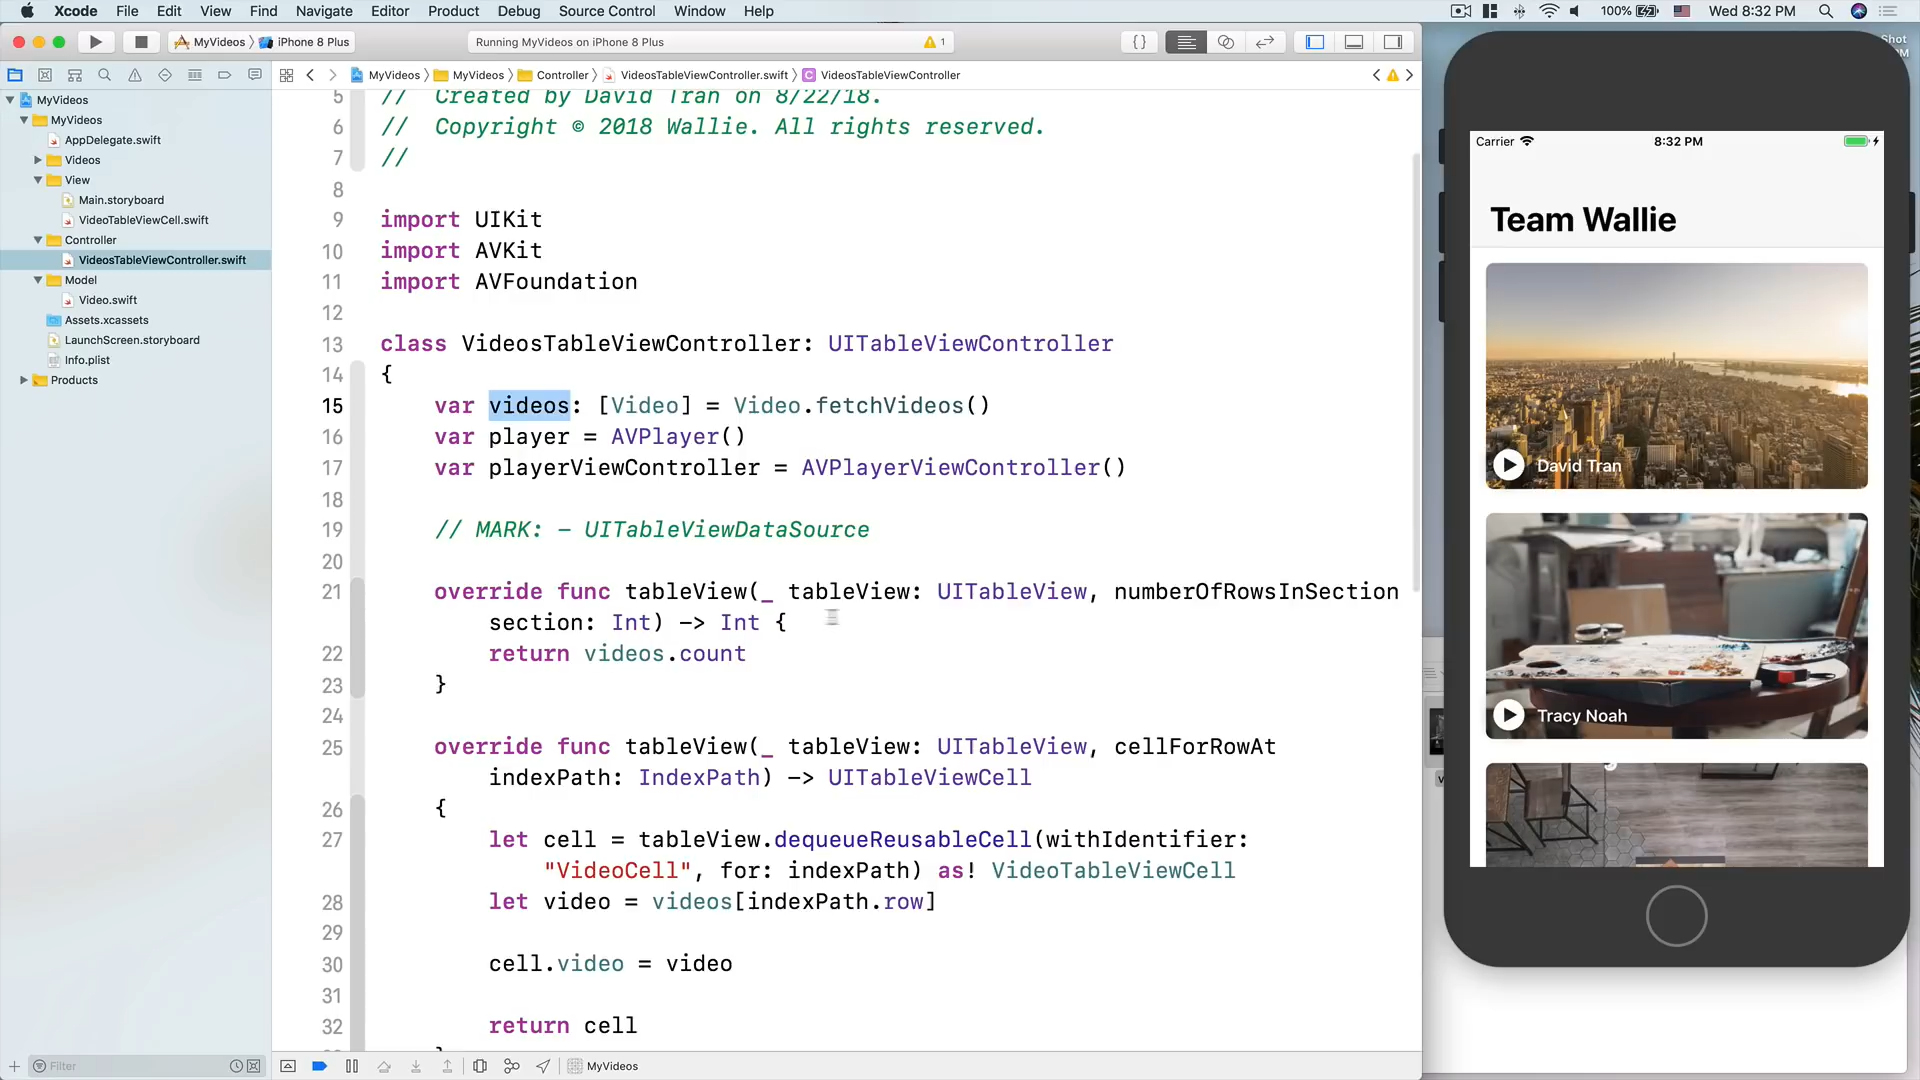 Xcode File Edit View Find Navigate Editor Product Debug Source Control Window Help
100% Wed 8:32 PM
MyVideos iPhone 8 Plus
Running MyVideos on iPhone 8 Plus
1
{}
Shot
MyVideos MyVideos Controller VideosTableViewController.swift C VideosTableViewController
MyVideos
MyVideos
AppDelegate.swift
Videos
View
Main.storyboard
VideoTableViewCell.swift
Controller
VideosTableViewController.swift
Model
Video.swift
Assets.xcassets
LaunchScreen.storyboard
Info.plist
Products
Filter
5 // Created by David Tran on 8/22/18.
6 // Copyright © 2018 Wallie. All rights reserved.
7 //
8
9 import UIKit
10 import AVKit
11 import AVFoundation
12
13 class VideosTableViewController: UITableViewController
14 {
15 var videos: [Video] = Video.fetchVideos()
16 var player = AVPlayer()
17 var playerViewController = AVPlayerViewController()
18
19 // MARK: - UITableViewDataSource
20
21 override func tableView(_ tableView: UITableView, numberOfRowsInSection
section: Int) -> Int {
22 return videos.count
23 }
24
25 override func tableView(_ tableView: UITableView, cellForRowAt
indexPath: IndexPath) -> UITableViewCell
26 {
27 let cell = tableView.dequeueReusableCell(withIdentifier:
"VideoCell", for: indexPath) as! VideoTableViewCell
28 let video = videos[indexPath.row]
29
30 cell.video = video
31
32 return cell
MyVideos
Carrier 8:32 PM
Team Wallie
David Tran
Tracy Noah